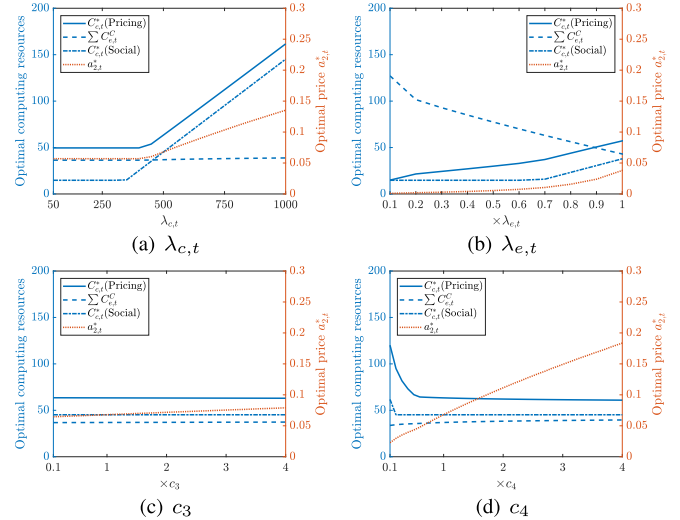 Optimal computing resources
200
150
100
50
0
C*c,t(Pricing)
∑ C^C_e,t
C*c,t(Social)
a*2,t
0.3
0.25
0.2
0.15
0.1
0.05
0
Optimal price a*2,t
50 250 500 750 1000
λc,t
(a) λc,t
Optimal computing resources
200
150
100
50
0
C*c,t(Pricing)
∑ C^C_e,t
C*c,t(Social)
a*2,t
0.3
0.25
0.2
0.15
0.1
0.05
0
Optimal price a*2,t
0.1 0.2 0.3 0.4 0.5 0.6 0.7 0.8 0.9 1
×λe,t
(b) λe,t
Optimal computing resources
200
150
100
50
0
C*c,t(Pricing)
∑ C^C_e,t
C*c,t(Social)
a*2,t
0.3
0.25
0.2
0.15
0.1
0.05
0
Optimal price a*2,t
0.1 1 2 3 4
×c3
(c) c3
Optimal computing resources
200
150
100
50
0
C*c,t(Pricing)
∑ C^C_e,t
C*c,t(Social)
a*2,t
0.3
0.25
0.2
0.15
0.1
0.05
0
Optimal price a*2,t
0.1 1 2 3 4
×c4
(d) c4